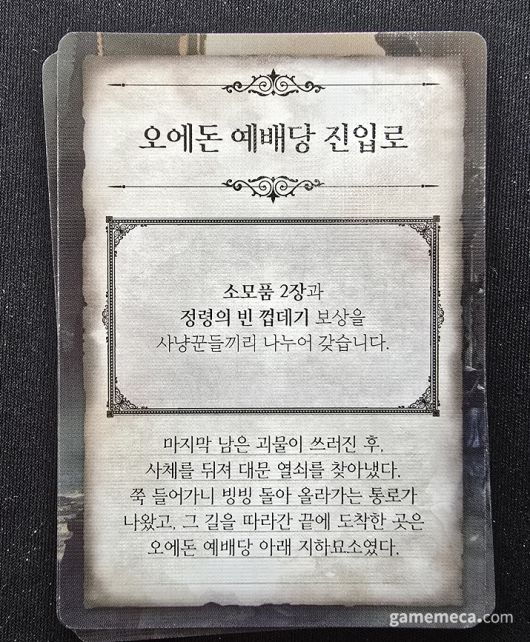 오에돈 예배당 진입로
소모품 2장과
정령의 빈 껍데기 보상을
사냥꾼들끼리 나누어 갖습니다.
마지막 남은 괴물이 쓰러진 후,
사체를 뒤져 대문 열쇠를 찾아냈다.
쭉 들어가니 빙빙 돌아 올라가는 통로가
나왔고, 그 길을 따라간 끝에 도착한 곳은
오에돈 예배당 아래 지하묘소였다.
gamemeca.com